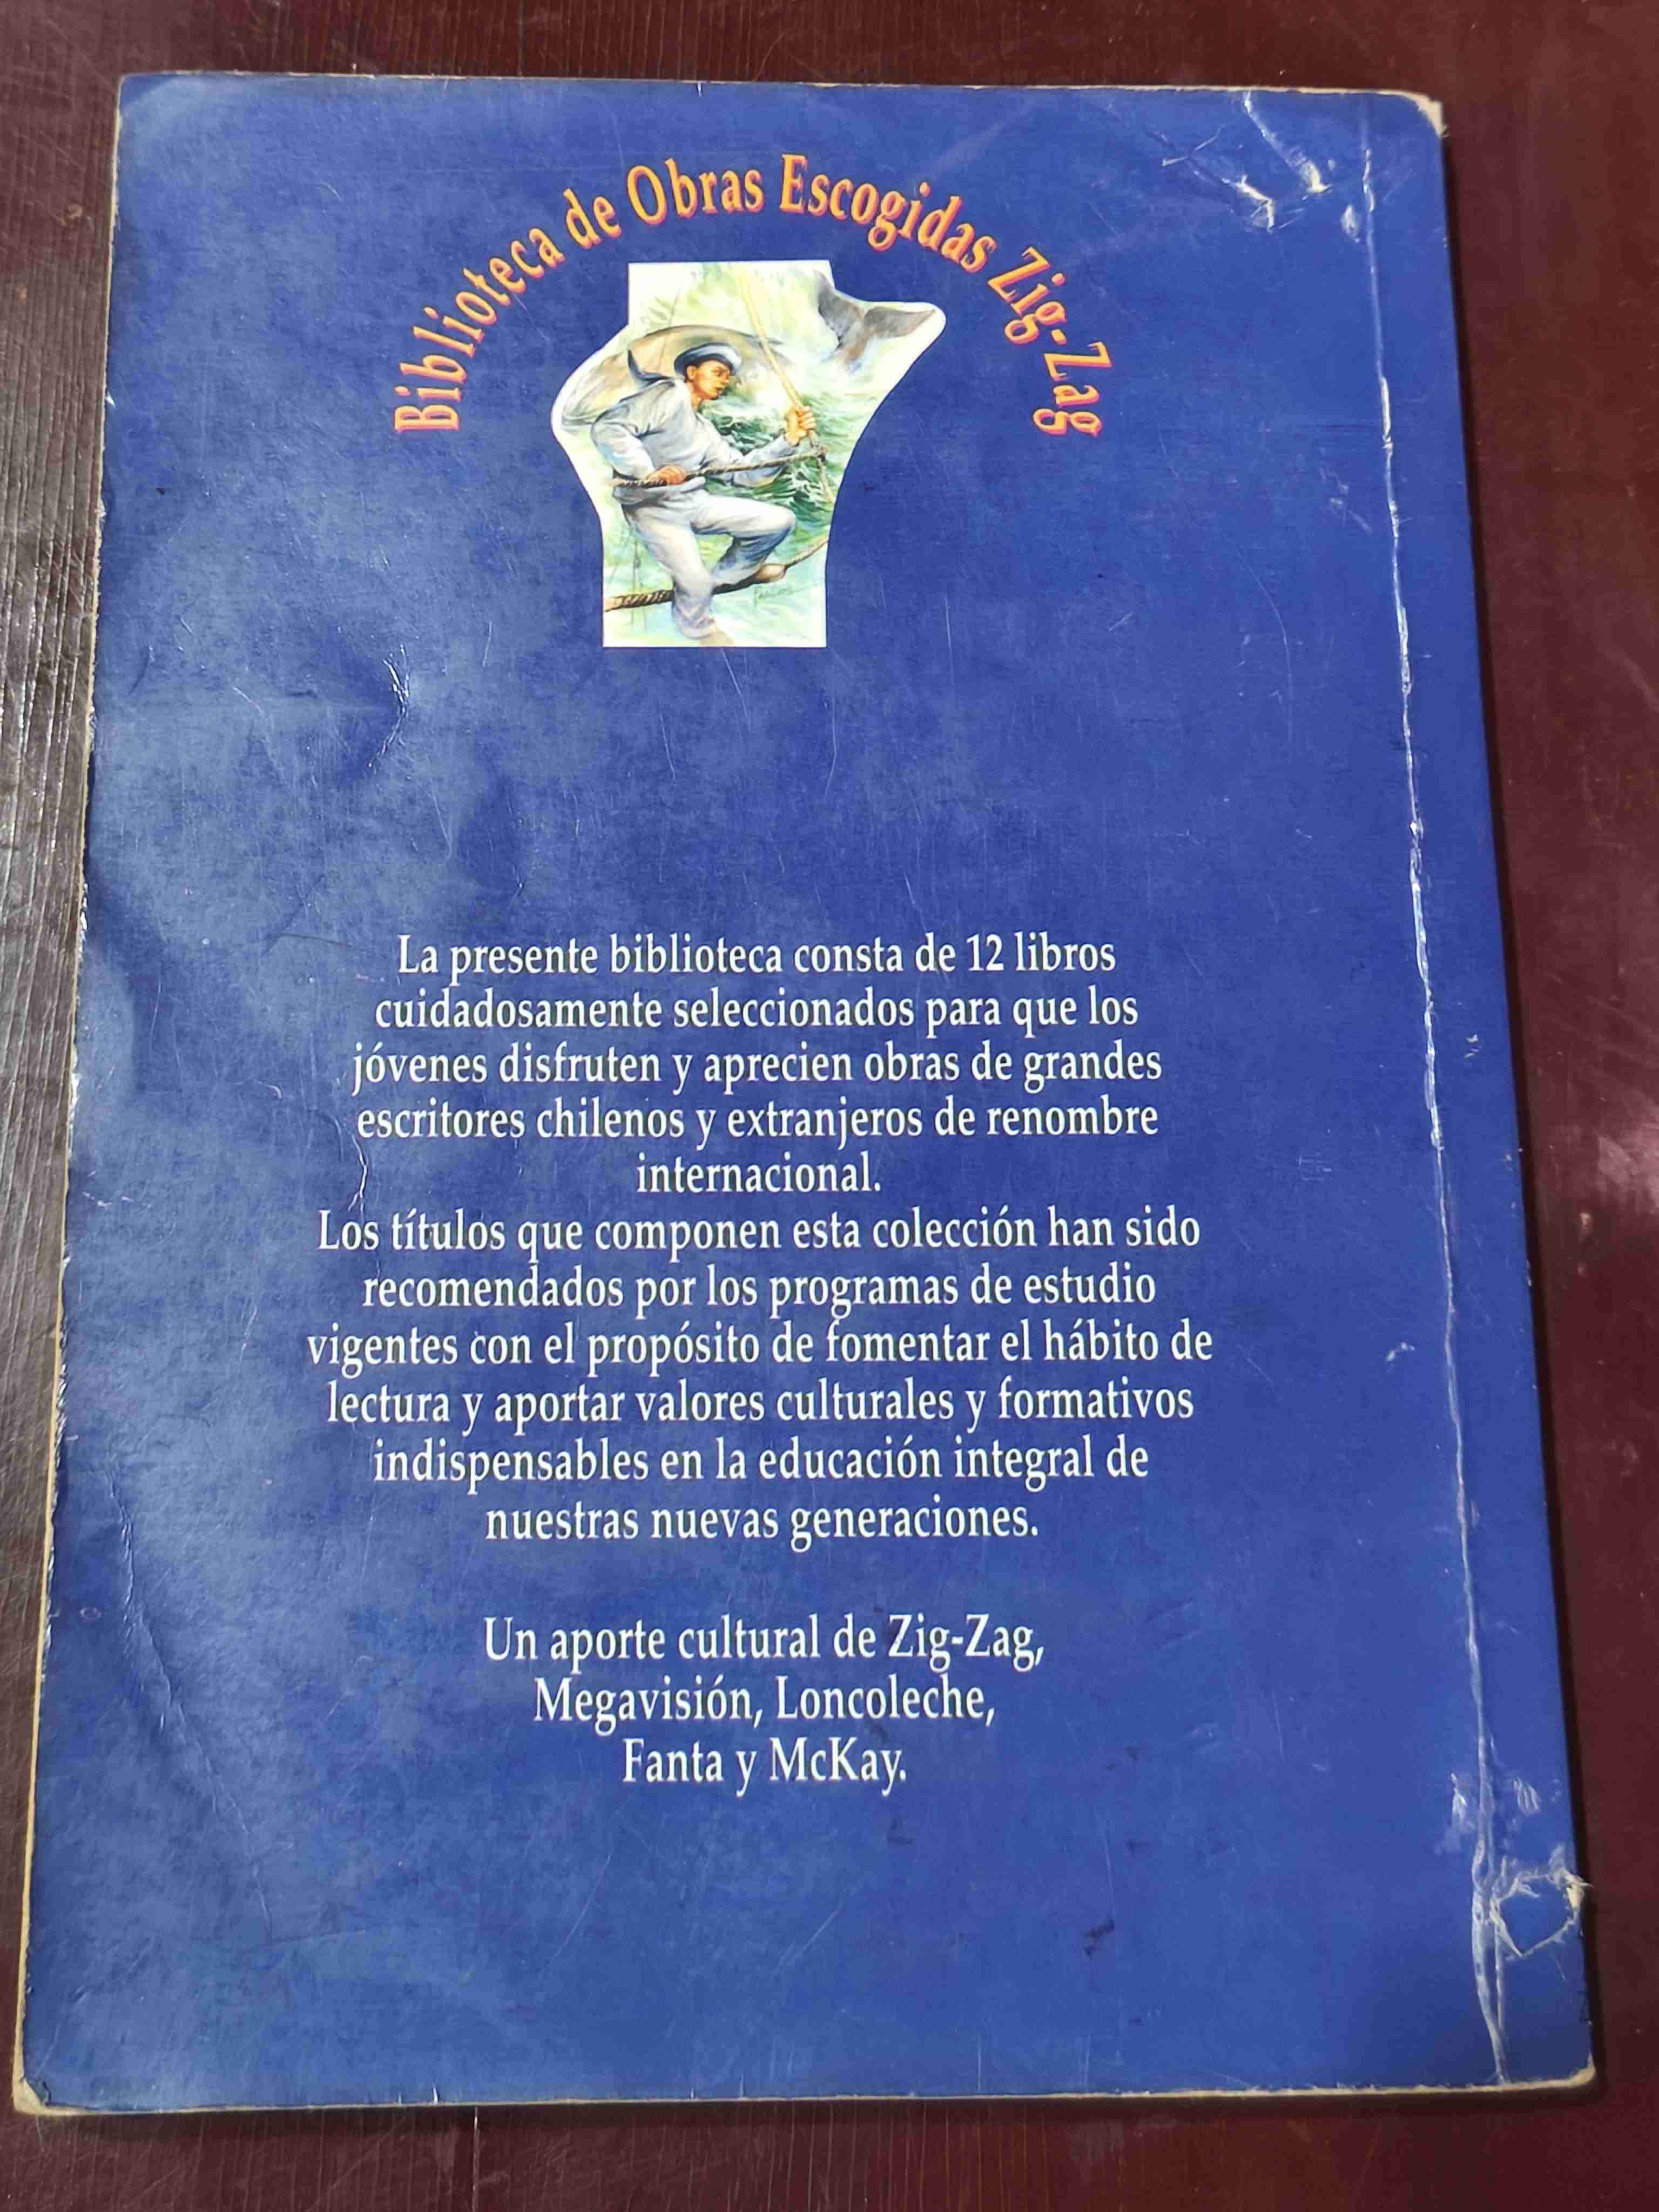 Biblioteca de Obras Escogidas Zig-Zag
La presente biblioteca consta de 12 libros
cuidadosamente seleccionados para que los
jóvenes disfruten y aprecien obras de grandes
escritores chilenos y extranjeros de renombre
internacional.
Los títulos que componen esta colección han sido
recomendados por los programas de estudio
vigentes con el propósito de fomentar el hábito de
lectura y aportar valores culturales y formativos
indispensables en la educación integral de
nuestras nuevas generaciones.
Un aporte cultural de Zig-Zag,
Megavisión, Loncoleche,
Fanta y McKay.